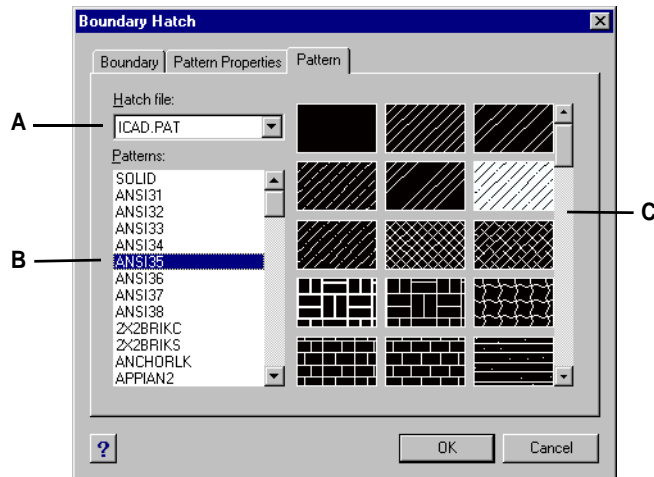 Boundary Hatch
Boundary Pattern Properties Pattern
Hatch file:
A
ICAD.PAT
Patterns:
SOLID
ANSI31
ANSI32
ANSI33
ANSI34
B
ANSI35
ANSI36
ANSI37
ANSI38
2X2BRIKC
2X2BRIKS
ANCHORLK
APPIAN2
C
?
OK Cancel